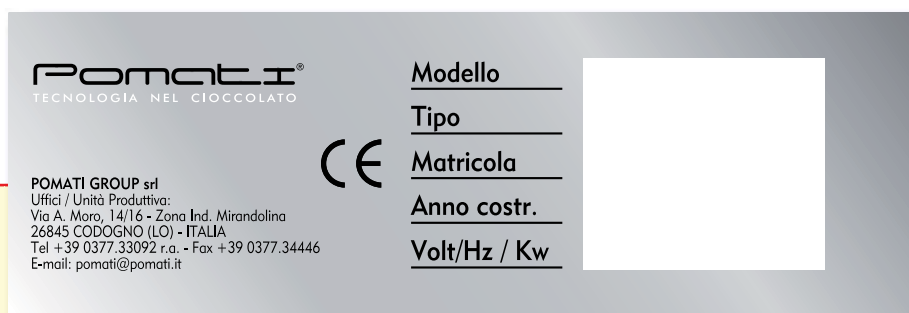 Pomati®
TECNOLOGIA NEL CIOCCOLATO
CE
POMATI GROUP srl
Uffici / Unità Produttiva:
Via A. Moro, 14/16 - Zona Ind. Mirandolina
26845 CODOGNO (LO) - ITALIA
Tel +39 0377.33092 r.a. - Fax +39 0377.34446
E-mail: pomati@pomati.it
Modello
Tipo
Matricola
Anno costr.
Volt/Hz / Kw